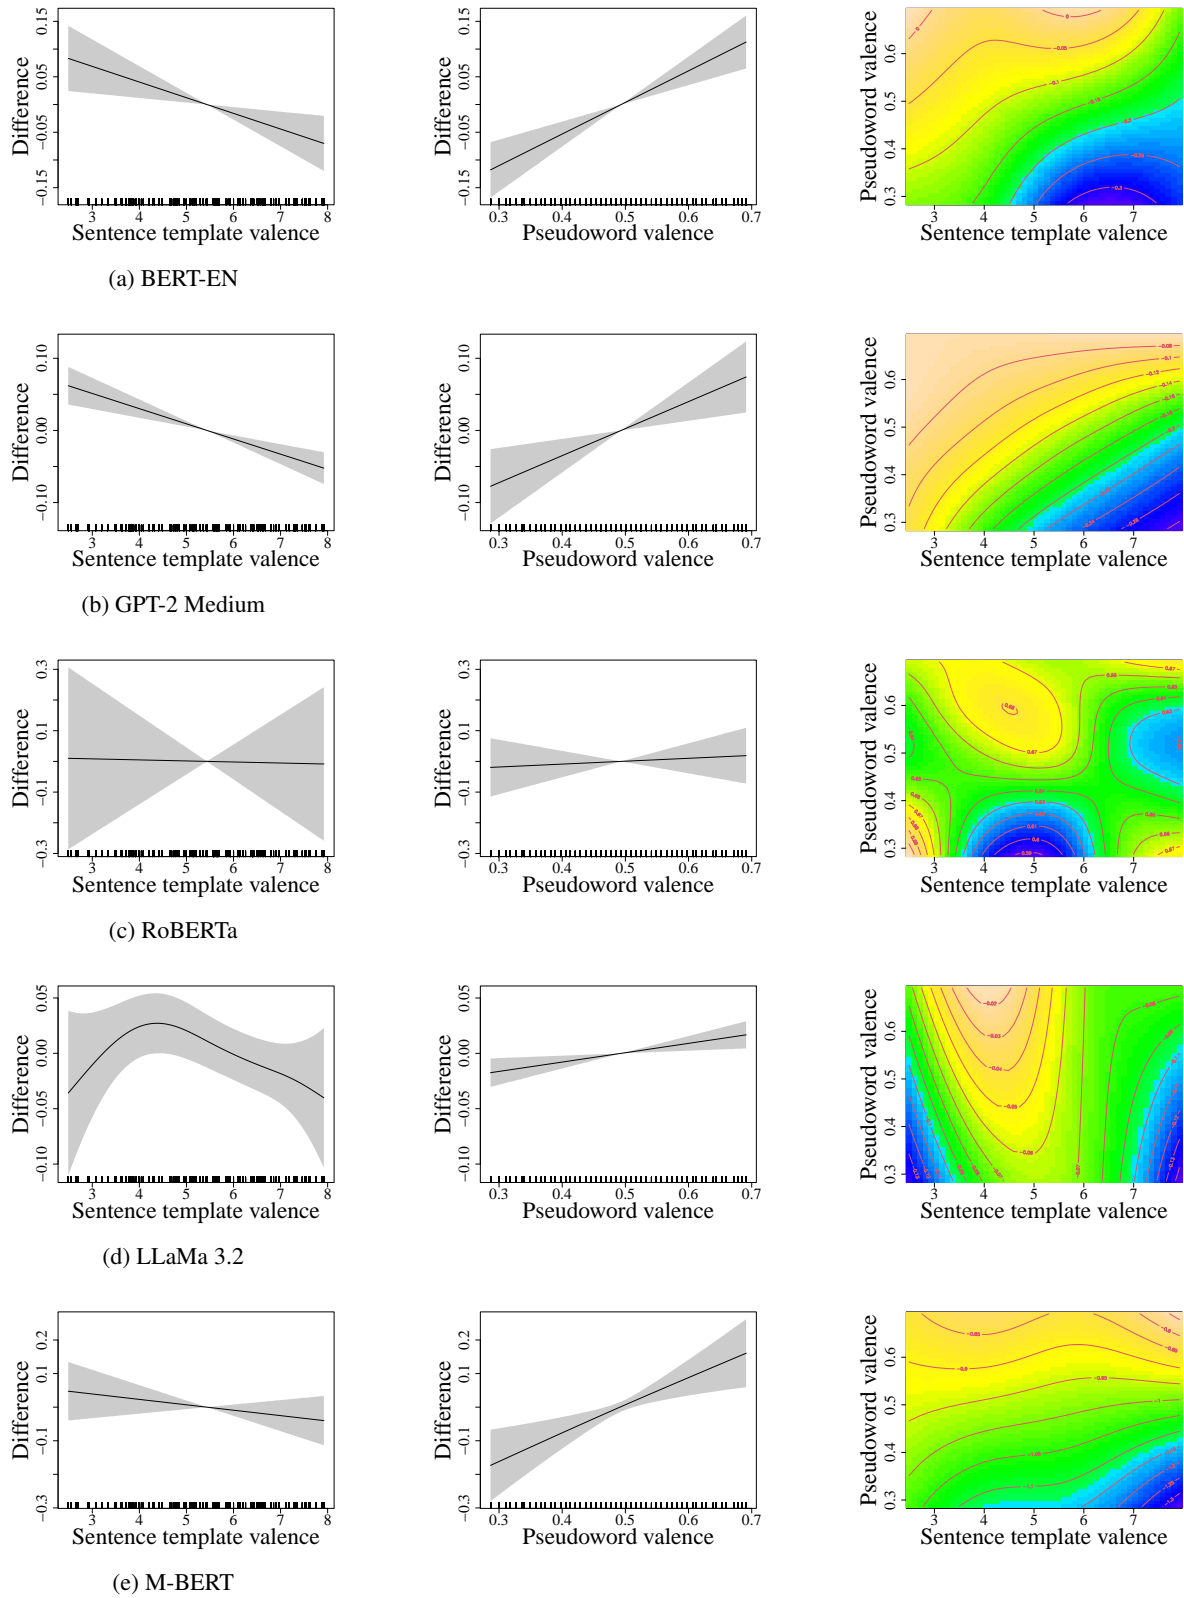 Difference
0.15
0.05
−0.05
−0.15
3 4 5 6 7 8
Sentence template valence
Difference
0.15
0.05
−0.05
−0.15
0.3 0.4 0.5 0.6 0.7
Pseudoword valence
Pseudoword valence
0.6
0.5
0.4
0.3
3 4 5 6 7
Sentence template valence
(a) BERT-EN
Difference
0.10
0.00
−0.10
3 4 5 6 7 8
Sentence template valence
Difference
0.10
0.00
−0.10
0.3 0.4 0.5 0.6 0.7
Pseudoword valence
Pseudoword valence
0.6
0.5
0.4
0.3
3 4 5 6 7
Sentence template valence
(b) GPT-2 Medium
Difference
0.3
0.1
−0.1
−0.3
3 4 5 6 7 8
Sentence template valence
Difference
0.3
0.1
−0.1
−0.3
0.3 0.4 0.5 0.6 0.7
Pseudoword valence
Pseudoword valence
0.6
0.5
0.4
0.3
3 4 5 6 7
Sentence template valence
(c) RoBERTa
Difference
0.05
0.00
−0.05
−0.10
3 4 5 6 7 8
Sentence template valence
Difference
0.05
0.00
−0.05
−0.10
0.3 0.4 0.5 0.6 0.7
Pseudoword valence
Pseudoword valence
0.6
0.5
0.4
0.3
3 4 5 6 7
Sentence template valence
(d) LLaMa 3.2
Difference
0.2
0.1
−0.1
−0.3
3 4 5 6 7 8
Sentence template valence
Difference
0.2
0.1
−0.1
−0.3
0.3 0.4 0.5 0.6 0.7
Pseudoword valence
Pseudoword valence
0.6
0.5
0.4
0.3
3 4 5 6 7
Sentence template valence
(e) M-BERT